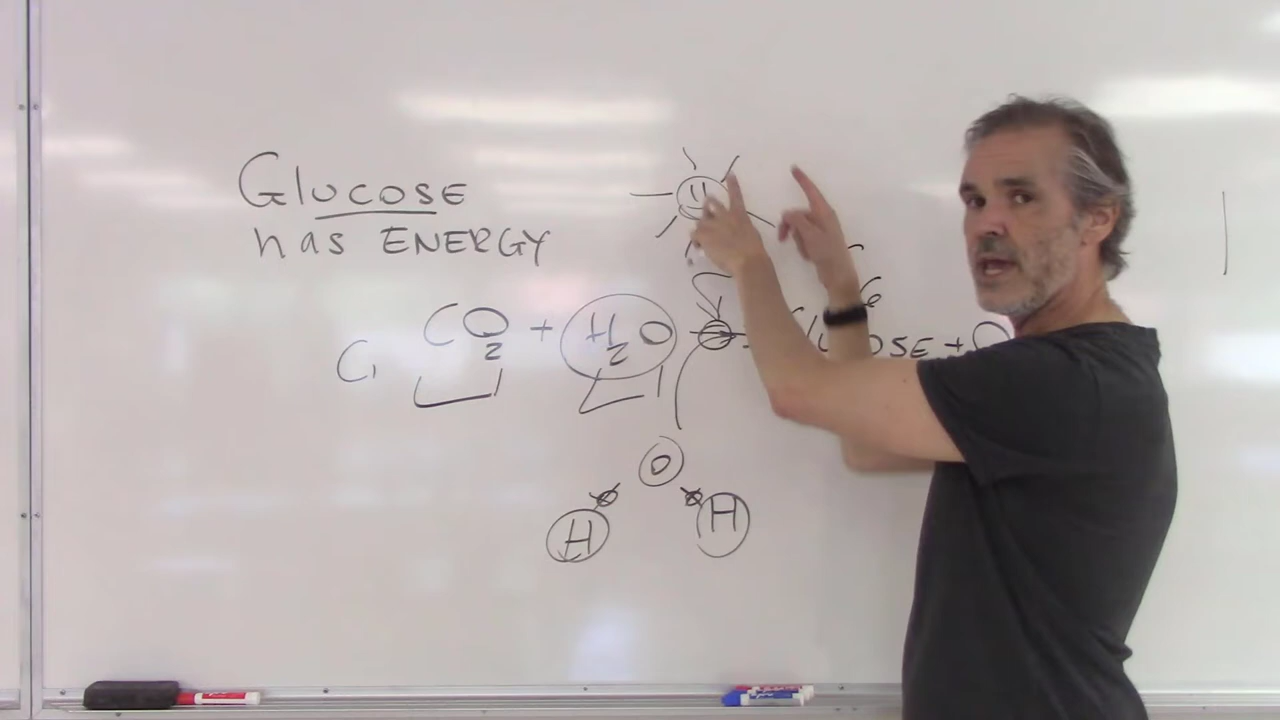 Glucose
has ENERGY
CO2 + H2O
O
H H